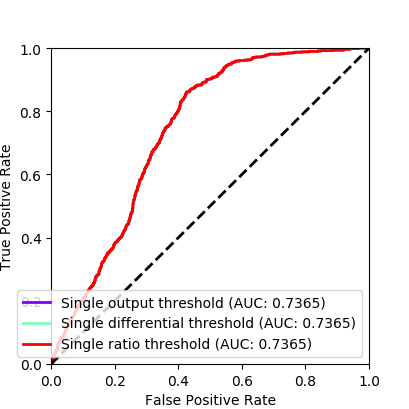 1.0
0.8
0.6
0.4
0.2
0.0
True Positive Rate
Single output threshold (AUC: 0.7365)
Single differential threshold (AUC: 0.7365)
Single ratio threshold (AUC: 0.7365)
0.0 0.2 0.4 0.6 0.8 1.0
False Positive Rate